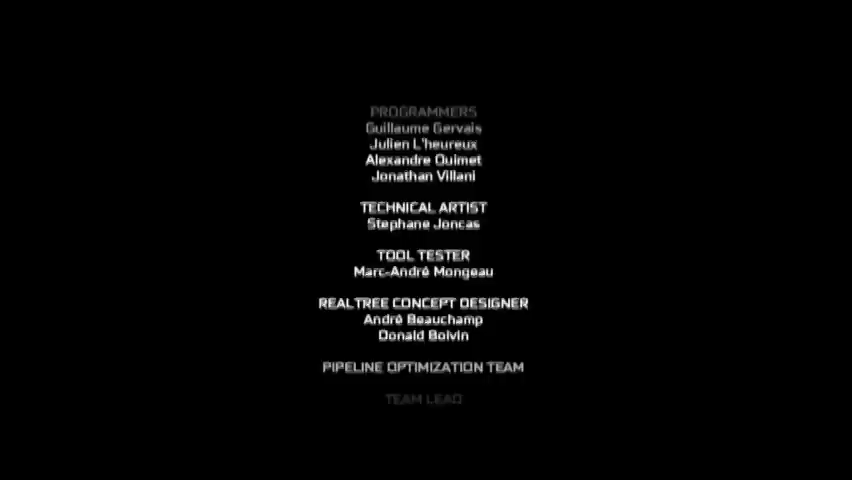 PROGRAMMERS
Guillaume Gervais
Julien L'heureux
Alexandre Ouimet
Jonathan Villani
TECHNICAL ARTIST
Stephane Joncas
TOOL TESTER
Marc-André Mongeau
REALTREE CONCEPT DESIGNER
André Beauchamp
Donald Boivin
PIPELINE OPTIMIZATION TEAM
TEAM LEAD